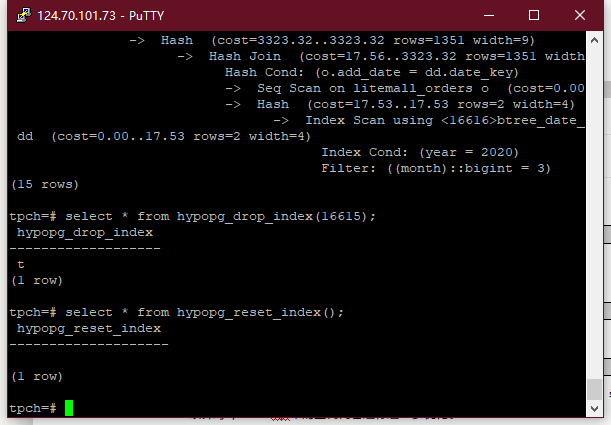 124.70.101.73 - PuTTY
-> Hash (cost=3323.32..3323.32 rows=1351 width=9)
-> Hash Join (cost=17.56..3323.32 rows=1351 width
Hash Cond: (o.add_date = dd.date_key)
-> Seq Scan on litemall_orders o (cost=0.00
-> Hash (cost=17.53..17.53 rows=2 width=4)
-> Index Scan using <16616>btree_date_
dd (cost=0.00..17.53 rows=2 width=4)
Index Cond: (year = 2020)
Filter: ((month)::bigint = 3)
(15 rows)
tpch=# select * from hypopg_drop_index(16615);
hypopg_drop_index
-------------------
t
(1 row)
tpch=# select * from hypopg_reset_index();
hypopg_reset_index
--------------------
(1 row)
tpch=#